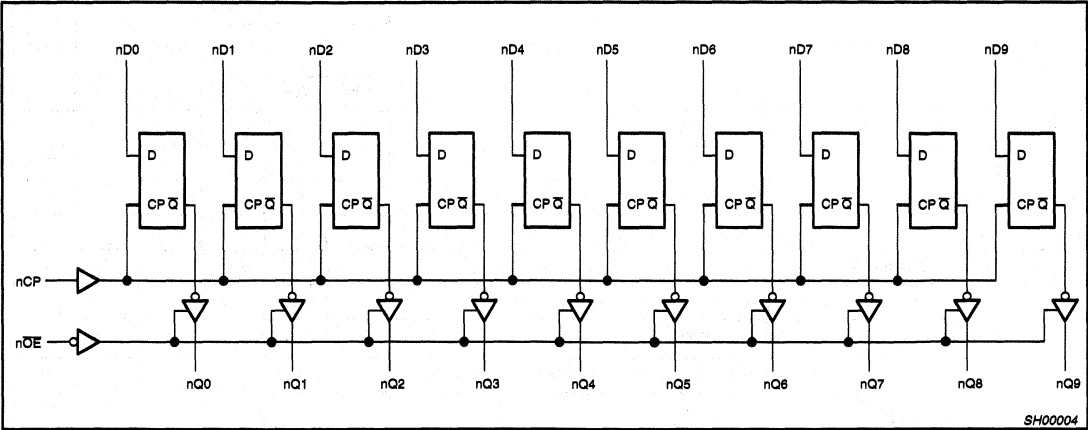 nD0 nD1 nD2 nD3 nD4 nD5 nD6 nD7 nD8 nD9
D D D D D D D D D D
CP Q̅ CP Q̅ CP Q̅ CP Q̅ CP Q̅ CP Q̅ CP Q̅ CP Q̅ CP Q̅ CP Q̅
nCP
nO̅E̅
nQ0 nQ1 nQ2 nQ3 nQ4 nQ5 nQ6 nQ7 nQ8 nQ9
SH00004